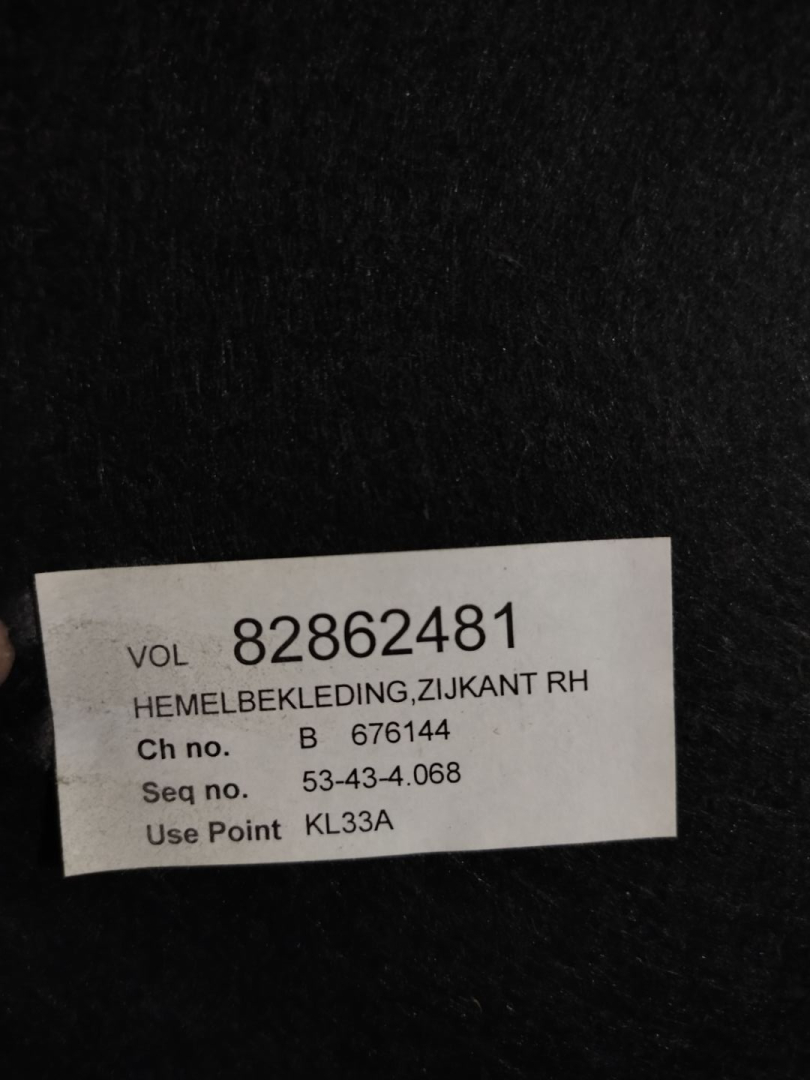 VOL 82862481
HEMELBEKLEDING,ZIJKANT RH
Ch no. B 676144
Seq no. 53-43-4.068
Use Point KL33A